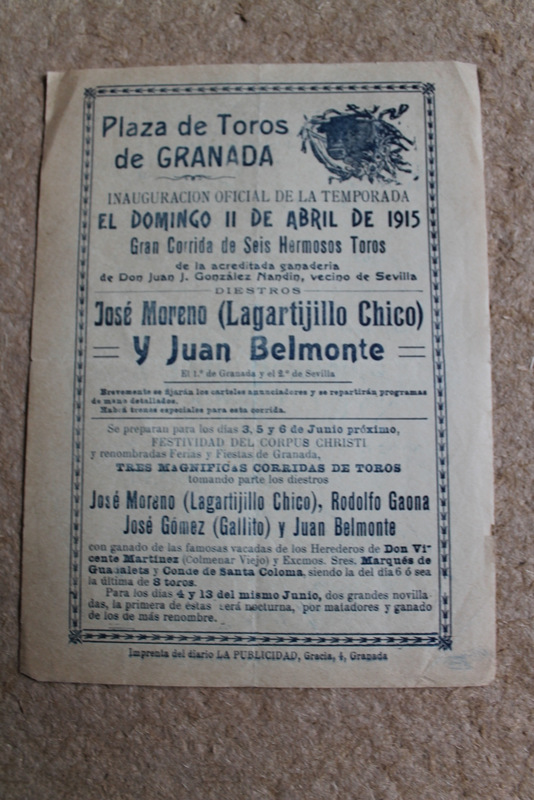 Plaza de Toros
de GRANADA
INAUGURACION OFICIAL DE LA TEMPORADA
EL DOMINGO 11 DE ABRIL DE 1915
Gran Corrida de Seis Hermosos Toros
de la acreditada ganadería
de Don Juan J. González Nandin, vecino de Sevilla
DIESTROS
José Moreno (Lagartijillo Chico)
Y Juan Belmonte
El 1.º de Granada y el 2.º de Sevilla
Brevemente se fijarán los carteles anunciadores y se repartirán programas
de mano detallados.
Habrá trenes especiales para esta corrida.
Se preparan para los días 3, 5 y 6 de Junio próximo,
FESTIVIDAD DEL CORPUS CHRISTI
y renombradas Ferias y Fiestas de Granada,
TRES MAGNIFICAS CORRIDAS DE TOROS
tomando parte los diestros
José Moreno (Lagartijillo Chico), Rodolfo Gaona
José Gómez (Gallito) y Juan Belmonte
con ganado de las famosas vacadas de los Herederos de Don Vi-
cente Martinez (Colmenar Viejo) y Excmos. Sres. Marqués de
Guadalets y Conde de Santa Coloma, siendo la del día 6 ó sea
la última de 8 toros.
Para los días 4 y 13 del mismo Junio, dos grandes novilla-
das, la primera de éstas será nocturna, por matadores y ganado
de los de más renombre.
Imprenta del diario LA PUBLICIDAD, Gracia, 4, Granada